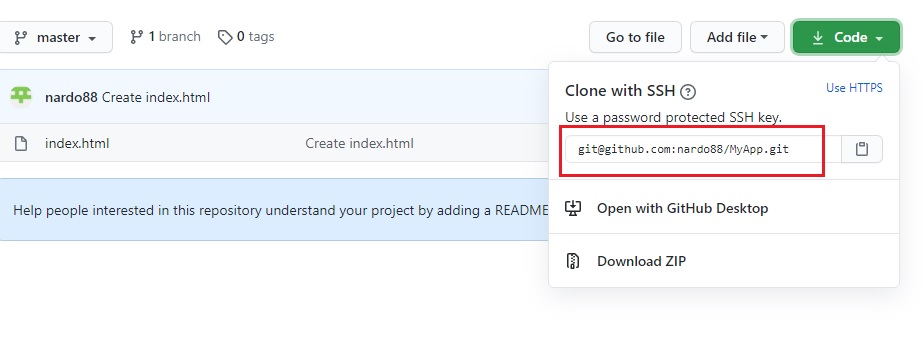 master 1 branch 0 tags Go to file Add file Code
nardo88 Create index.html
index.html Create index.html
Help people interested in this repository understand your project by adding a README
Clone with SSH ? Use HTTPS
Use a password protected SSH key.
git@github.com:nardo88/MyApp.git
Open with GitHub Desktop
Download ZIP